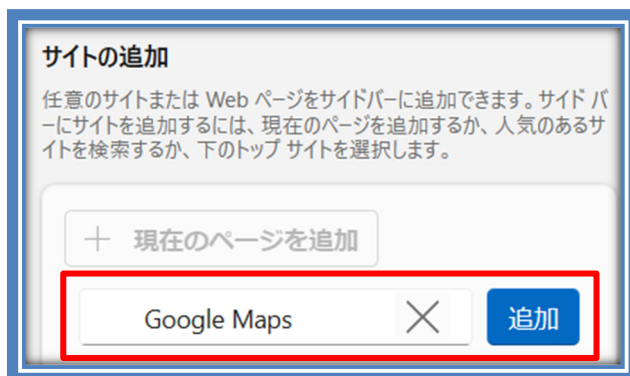 サイトの追加
任意のサイトまたは Web ページをサイドバーに追加できます。サイド バ
ーにサイトを追加するには、現在のページを追加するか、人気のあるサ
イトを検索するか、下のトップ サイトを選択します。
＋ 現在のページを追加
Google Maps 追加